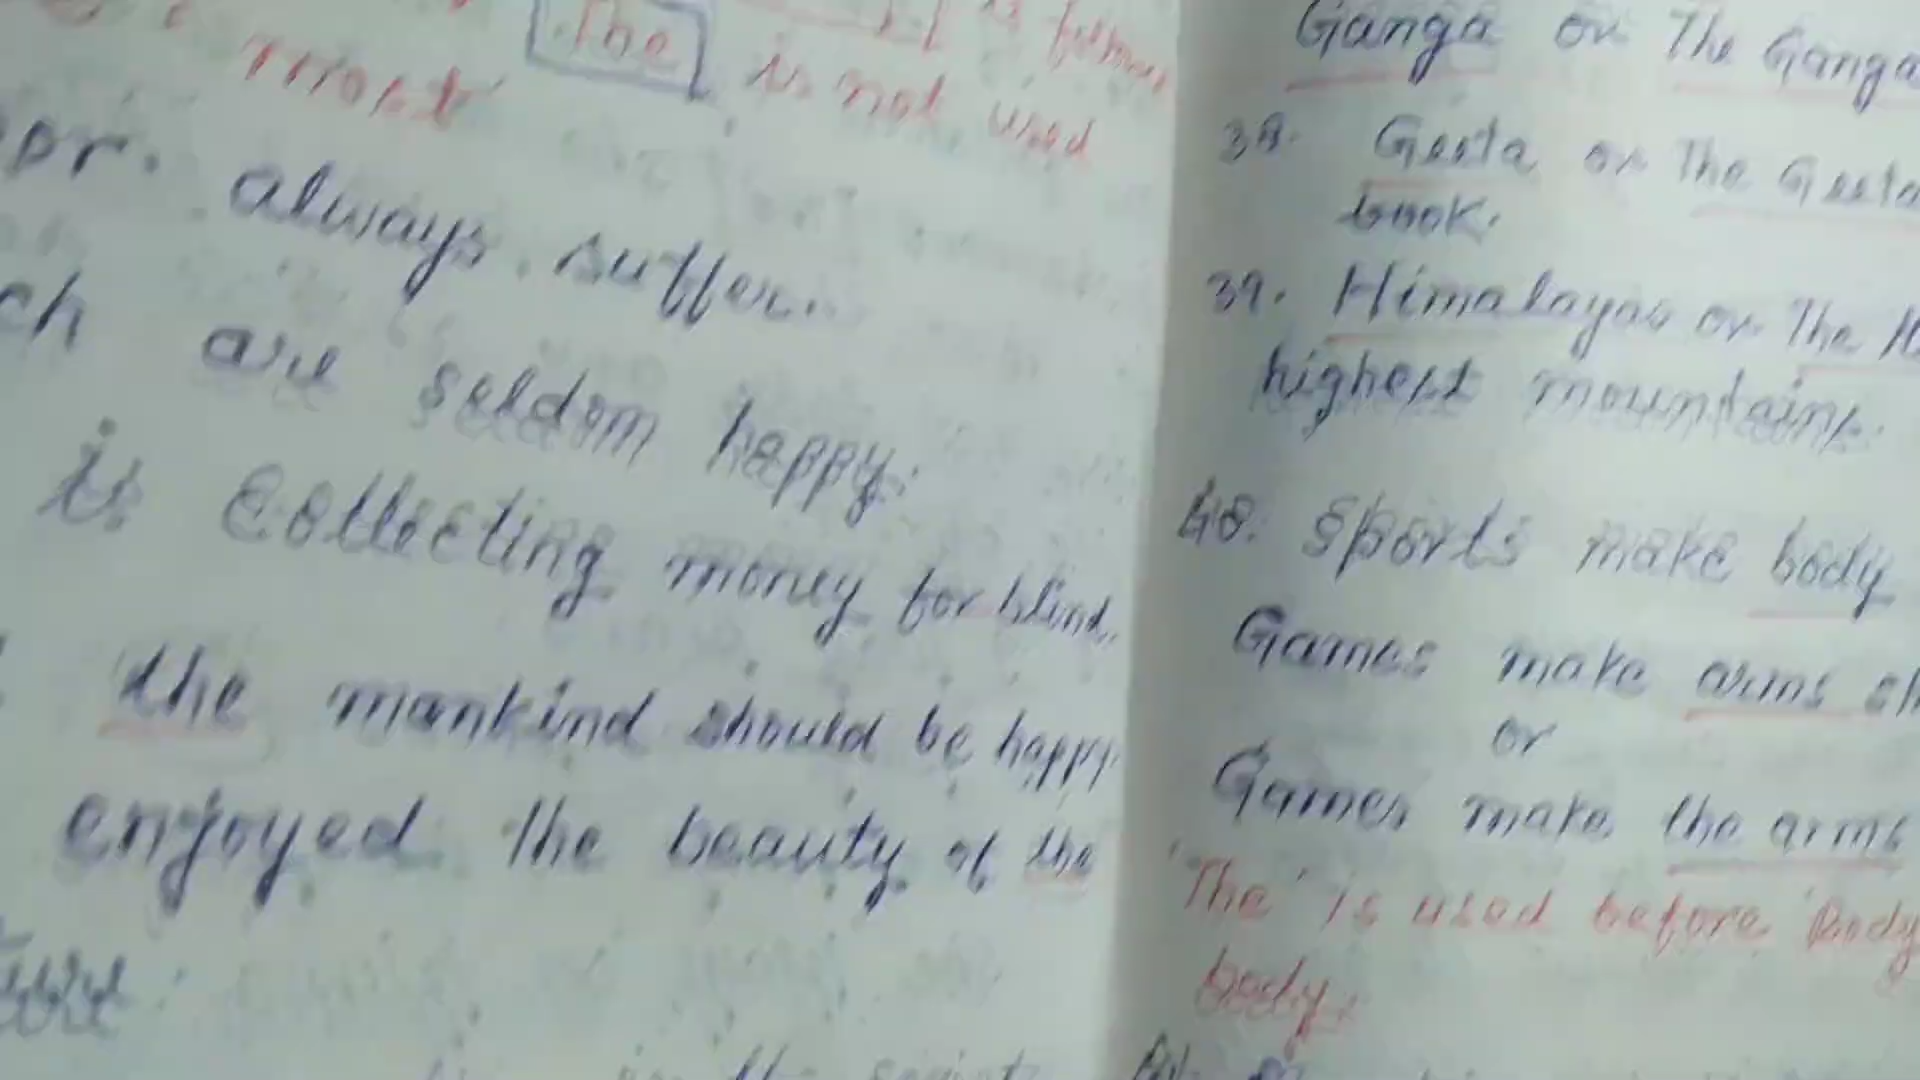 is
most The is not used
always suffer.
are seldom happy.
is collecting money for blind.
the mankind should be happy
enjoyed the beauty of the
Ganga or The Ganga
38. Geeta or The Geeta
book.
39. Himalayas or The
highest mountains
40. Sports make body
Games make arms
or
Games make the arms
'The' is used before body
body.